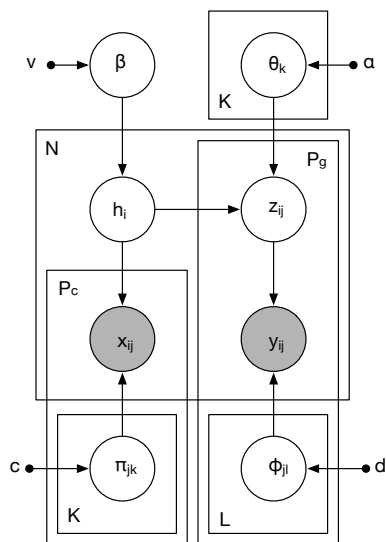 v β θk α
K
N
Pg
hi zij
Pc
xij yij
c πjk ϕjl d
K L